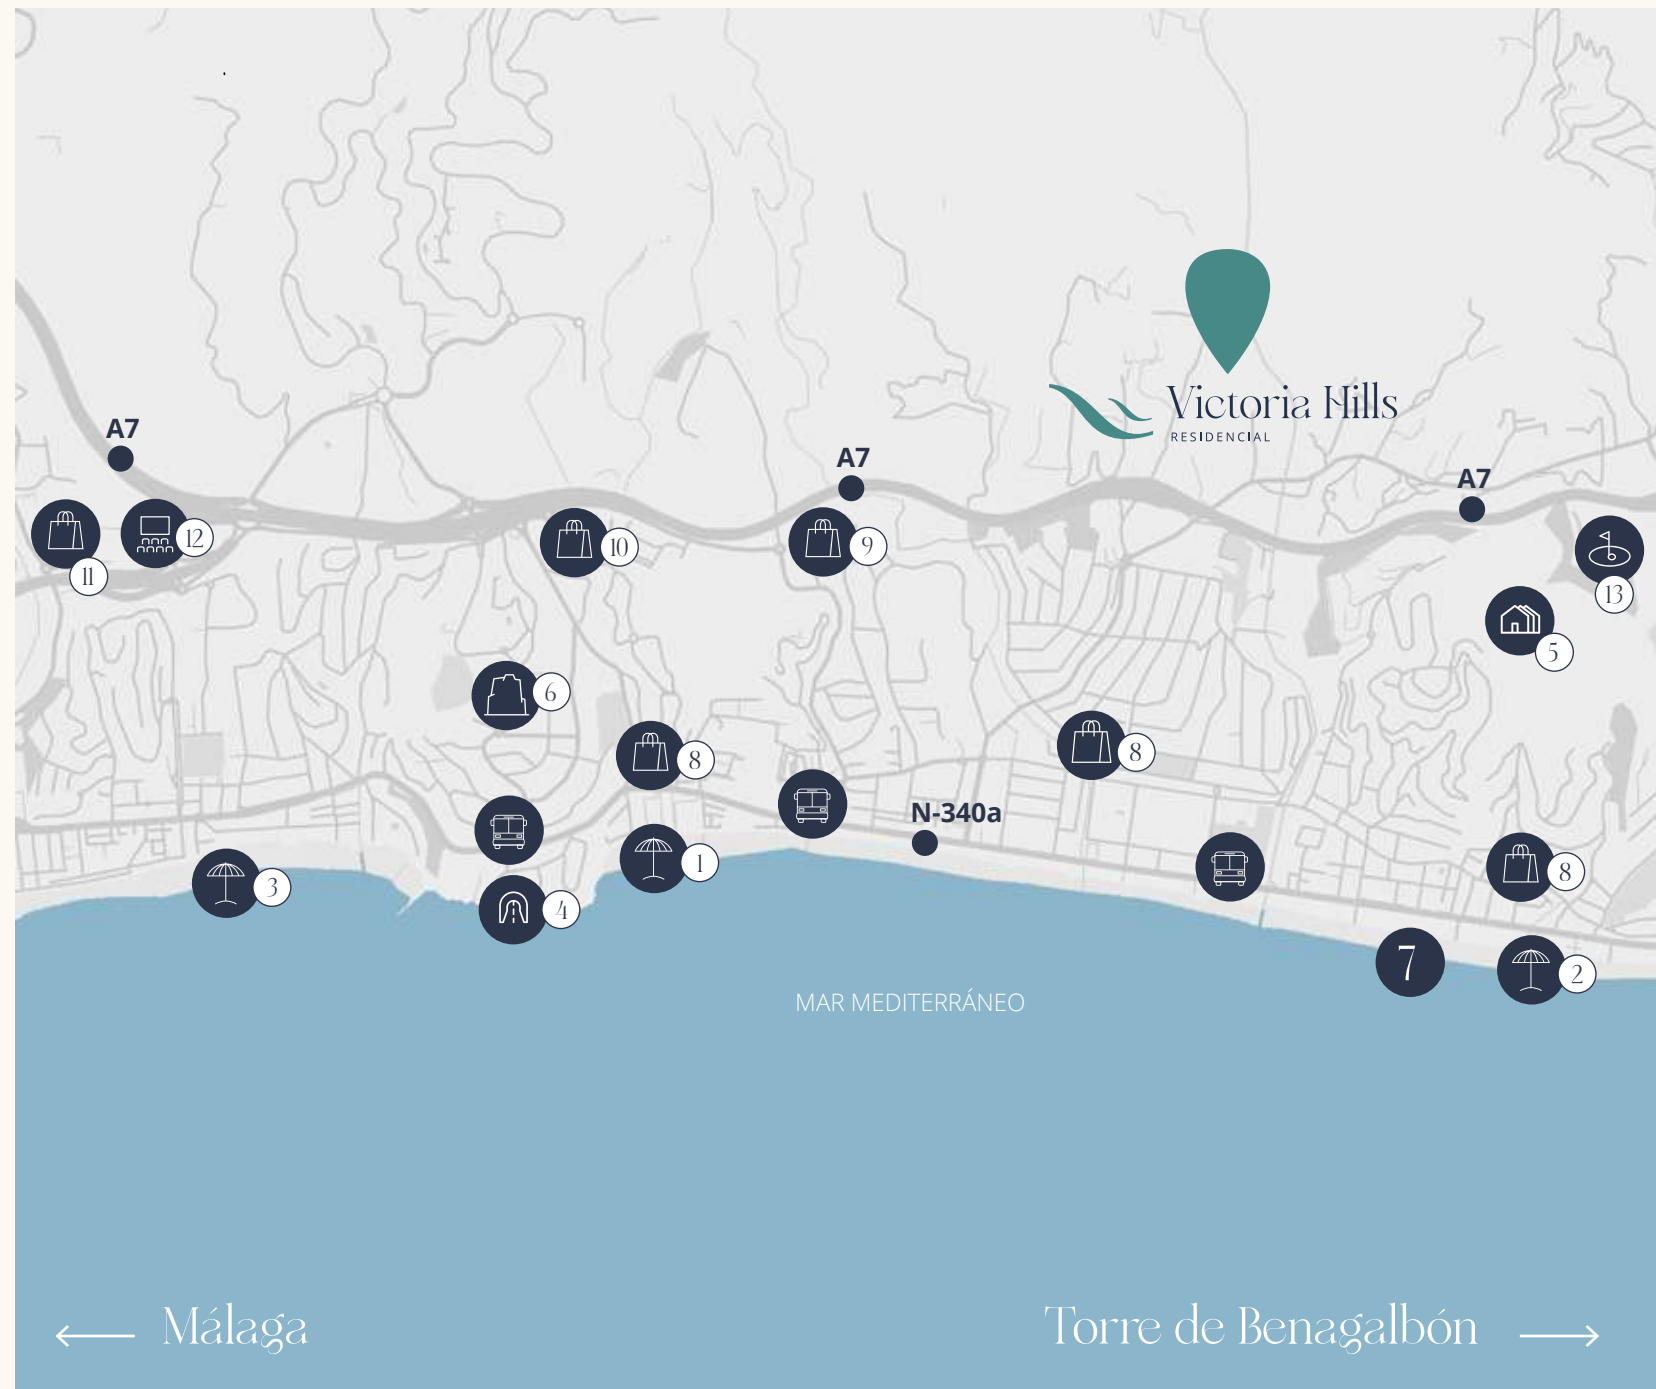 Victoria Hills
RESIDENCIAL
A7
A7
A7
12
10
9
11
13
5
6
8
8
N-340a
1
8
3
4
7
2
MAR MEDITERRÁNEO
Málaga
Torre de Benagalbón